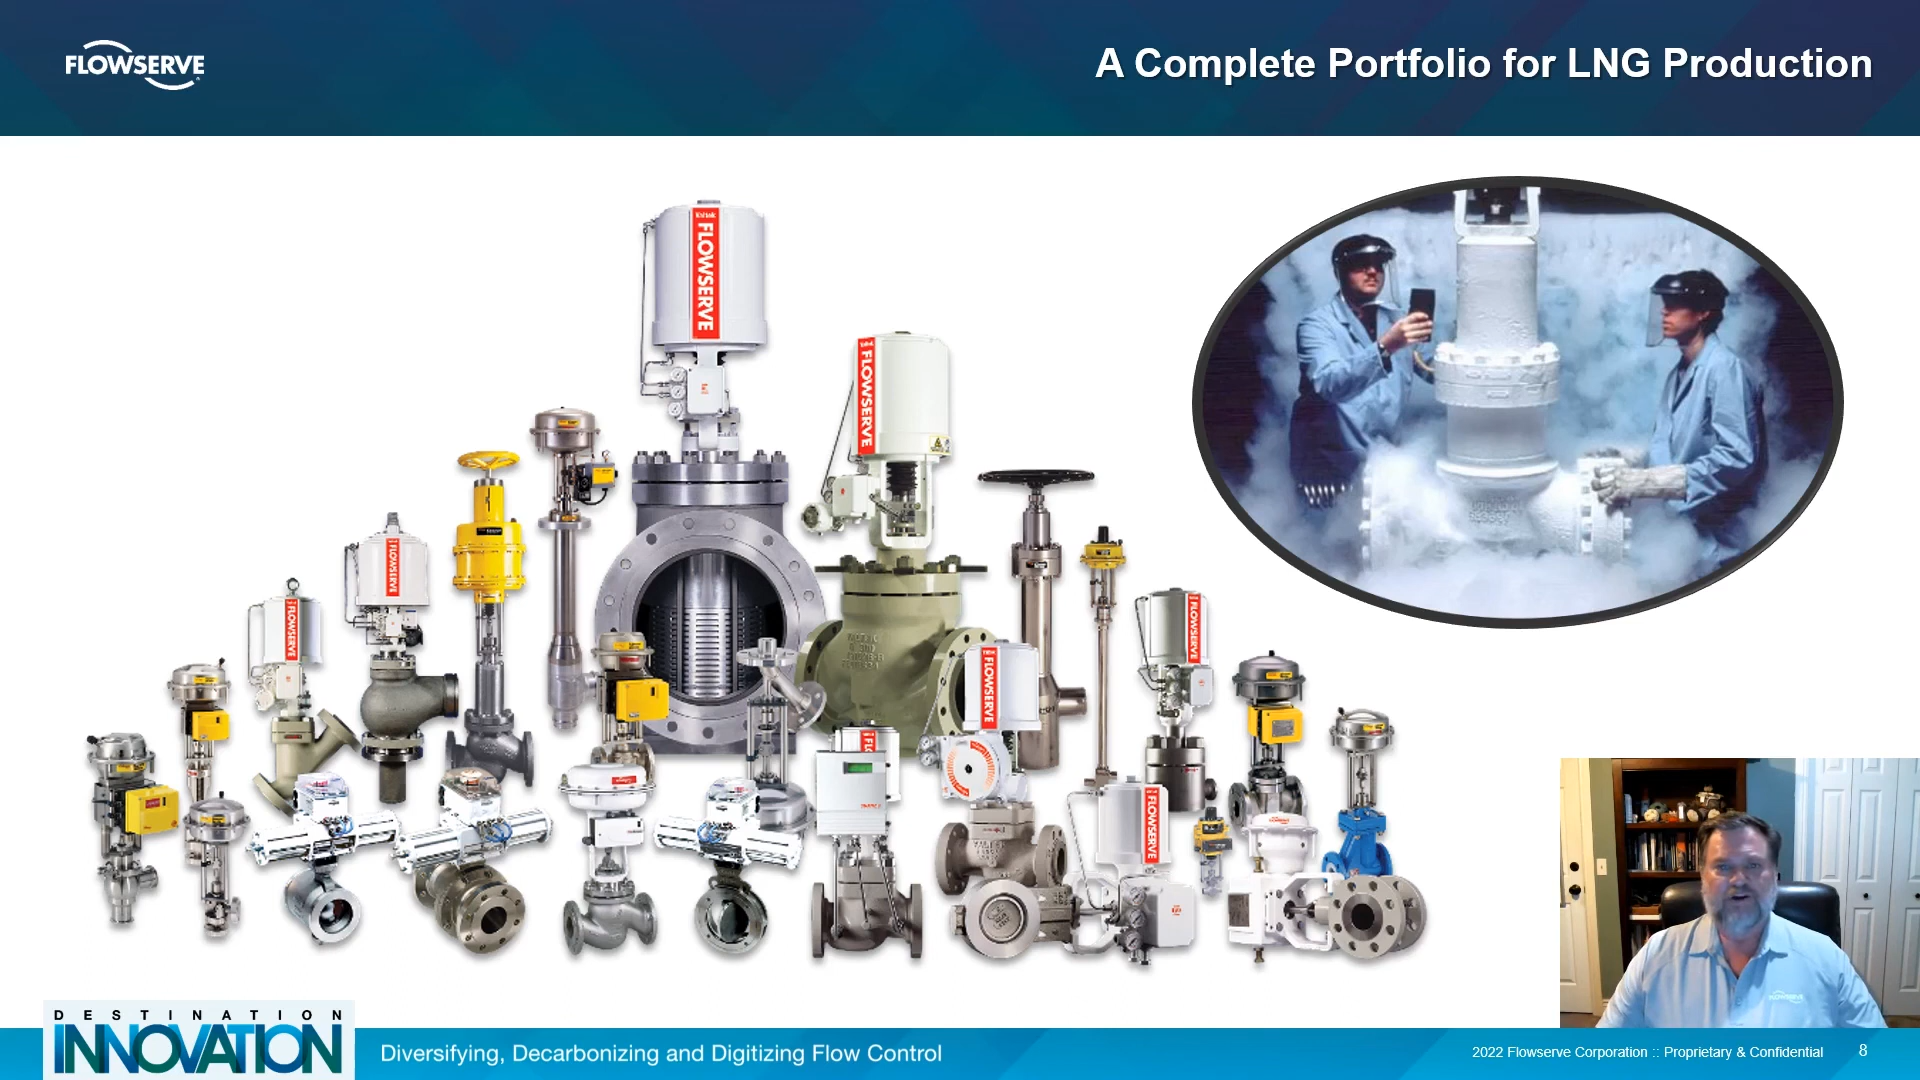 FLOWSERVE
A Complete Portfolio for LNG Production
Valtek
FLOWSERVE
FLOWSERVE
FLOWSERVE
FLOWSERVE
FLOWSERVE
FLOWSERVE
FLOWSERVE
DESTINATION
INNOVATION
Diversifying, Decarbonizing and Digitizing Flow Control
2022 Flowserve Corporation :: Proprietary & Confidential
8